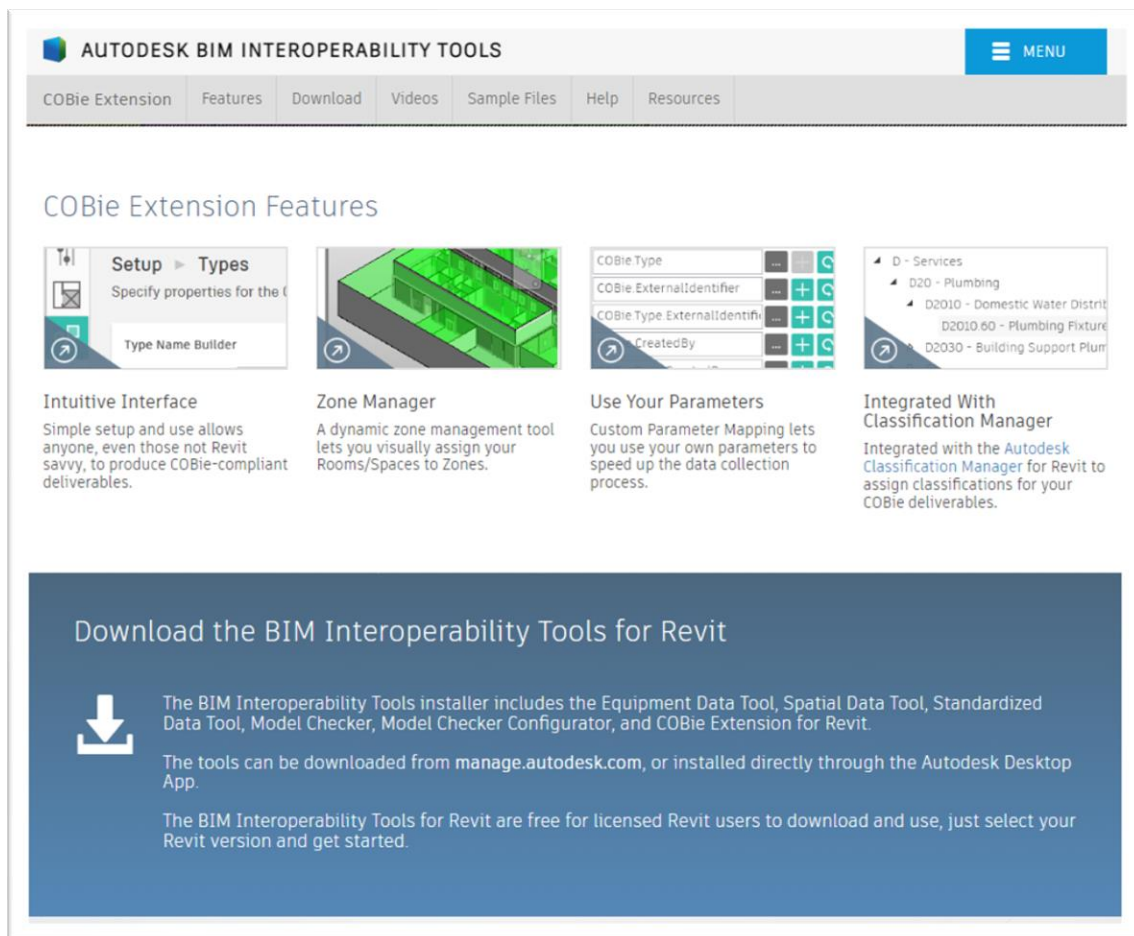 AUTODESK BIM INTEROPERABILITY TOOLS
MENU
COBie Extension Features Download Videos Sample Files Help Resources
COBie Extension Features
Setup ▶ Types
Specify properties for the
Type Name Builder
COBie.Type
COBie.ExternalIdentifier
COBie.Type.ExternalIdentifi
CreatedBy
D - Services
D20 - Plumbing
D2010 - Domestic Water Distrib
D2010.60 - Plumbing Fixture
D2030 - Building Support Plum
Intuitive Interface
Simple setup and use allows
anyone, even those not Revit
savvy, to produce COBie-compliant
deliverables.
Zone Manager
A dynamic zone management tool
lets you visually assign your
Rooms/Spaces to Zones.
Use Your Parameters
Custom Parameter Mapping lets
you use your own parameters to
speed up the data collection
process.
Integrated With
Classification Manager
Integrated with the Autodesk
Classification Manager for Revit to
assign classifications for your
COBie deliverables.
Download the BIM Interoperability Tools for Revit
The BIM Interoperability Tools installer includes the Equipment Data Tool, Spatial Data Tool, Standardized
Data Tool, Model Checker, Model Checker Configurator, and COBie Extension for Revit.
The tools can be downloaded from manage.autodesk.com, or installed directly through the Autodesk Desktop
App.
The BIM Interoperability Tools for Revit are free for licensed Revit users to download and use, just select your
Revit version and get started.